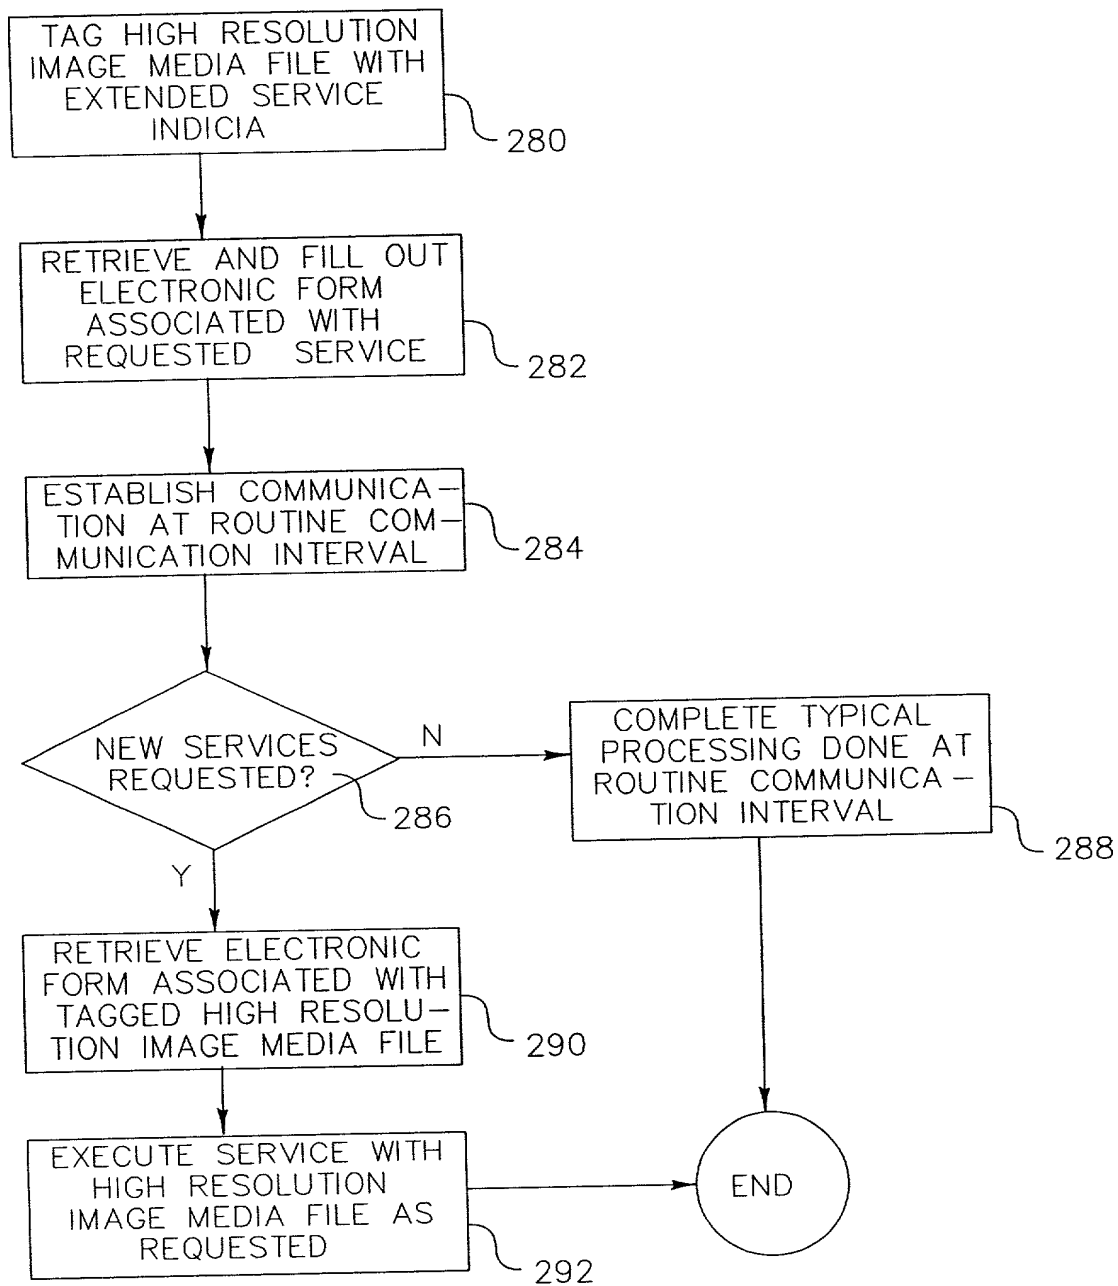 TAG HIGH RESOLUTION
IMAGE MEDIA FILE WITH
EXTENDED SERVICE
INDICIA
280
RETRIEVE AND FILL OUT
ELECTRONIC FORM
ASSOCIATED WITH
REQUESTED SERVICE
282
ESTABLISH COMMUNICA-
TION AT ROUTINE COM-
MUNICATION INTERVAL
284
NEW SERVICES
REQUESTED?
286
N
COMPLETE TYPICAL
PROCESSING DONE AT
ROUTINE COMMUNICA-
TION INTERVAL
288
Y
RETRIEVE ELECTRONIC
FORM ASSOCIATED WITH
TAGGED HIGH RESOLU-
TION IMAGE MEDIA FILE
290
EXECUTE SERVICE WITH
HIGH RESOLUTION
IMAGE MEDIA FILE AS
REQUESTED
292
END